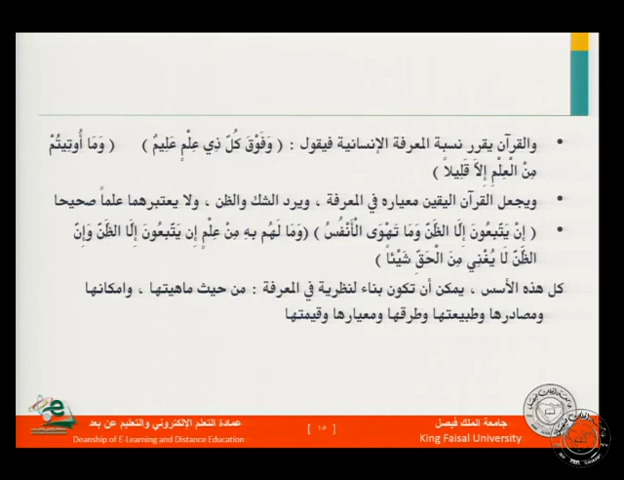 والقرآن يقرر نسبة المعرفة الإنسانية فيقول : ( وَفَوْقَ كُلِّ ذِي عِلْمٍ عَلِيمٌ ) ( وَمَا أُوتِيتُمْ
مِنْ الْعِلْمِ إِلاَّ قَلِيلاً )
ويجعل القرآن اليقين معياره في المعرفة ، ويرد الشك والظن ، ولا يعتبرهما علماً صحيحا
( إِنْ يَتَّبِعُونَ إِلَّا الظَّنَّ وَمَا تَهْوَى الْأَنْفُسُ ) (وَمَا لَهُم بِهِ مِنْ عِلْمٍ إِن يَتَّبِعُونَ إِلَّا الظَّنَّ وَإِنَّ
الظَّنَّ لَا يُغْنِي مِنَ الْحَقِّ شَيْئاً )
كل هذه الأسس ، يمكن أن تكون بناء لنظرية في المعرفة : من حيث ماهيتها ، وامكانها
ومصادرها وطبيعتها وطرقها ومعيارها وقيمتها
جامعة الملك فيصل
King Faisal University
[ ١٥ ]
عمادة التعلم الإلكتروني والتعليم عن بعد
Deanship of E-Learning and Distance Education